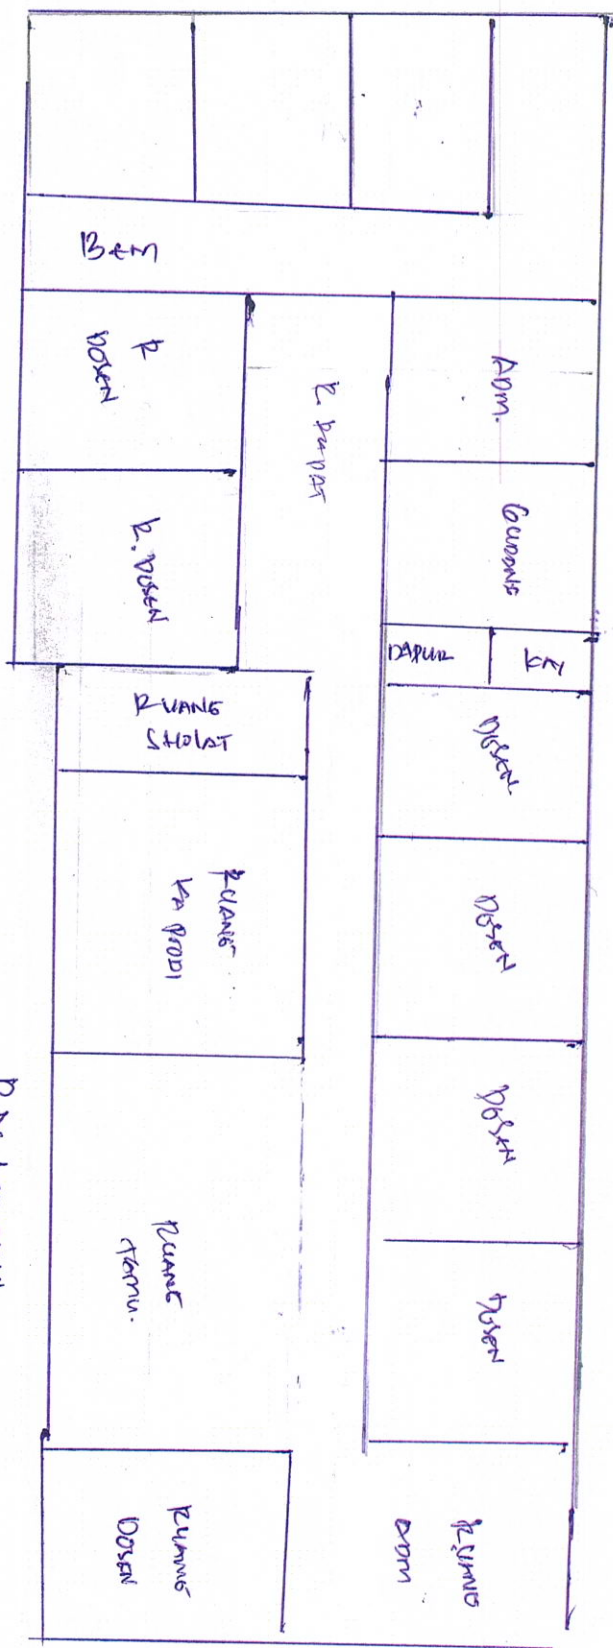 Bem
R
DOSEN
R. RAPAT
ADM.
R. DOSEN
GUDANG
DAPUR
RUANG
SHOLAT
DOSEN
RUANG
KA PRODI
DOSEN
DOSEN
RUANG
TAMU.
DOSEN
RUANG
DOSEN
RUANG
ADM